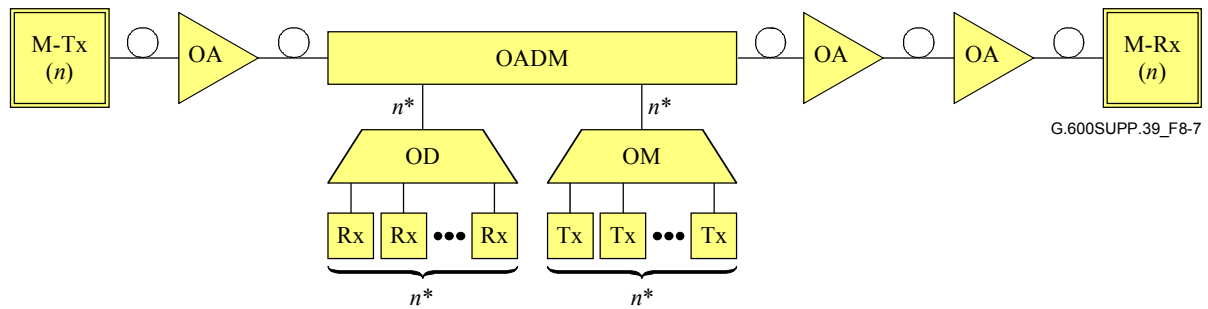 M-Tx
(n)
OA
OADM
OA
OA
M-Rx
(n)
G.600SUPP.39_F8-7
n*
n*
OD
OM
Rx
Rx
•••
Rx
Tx
Tx
•••
Tx
n*
n*